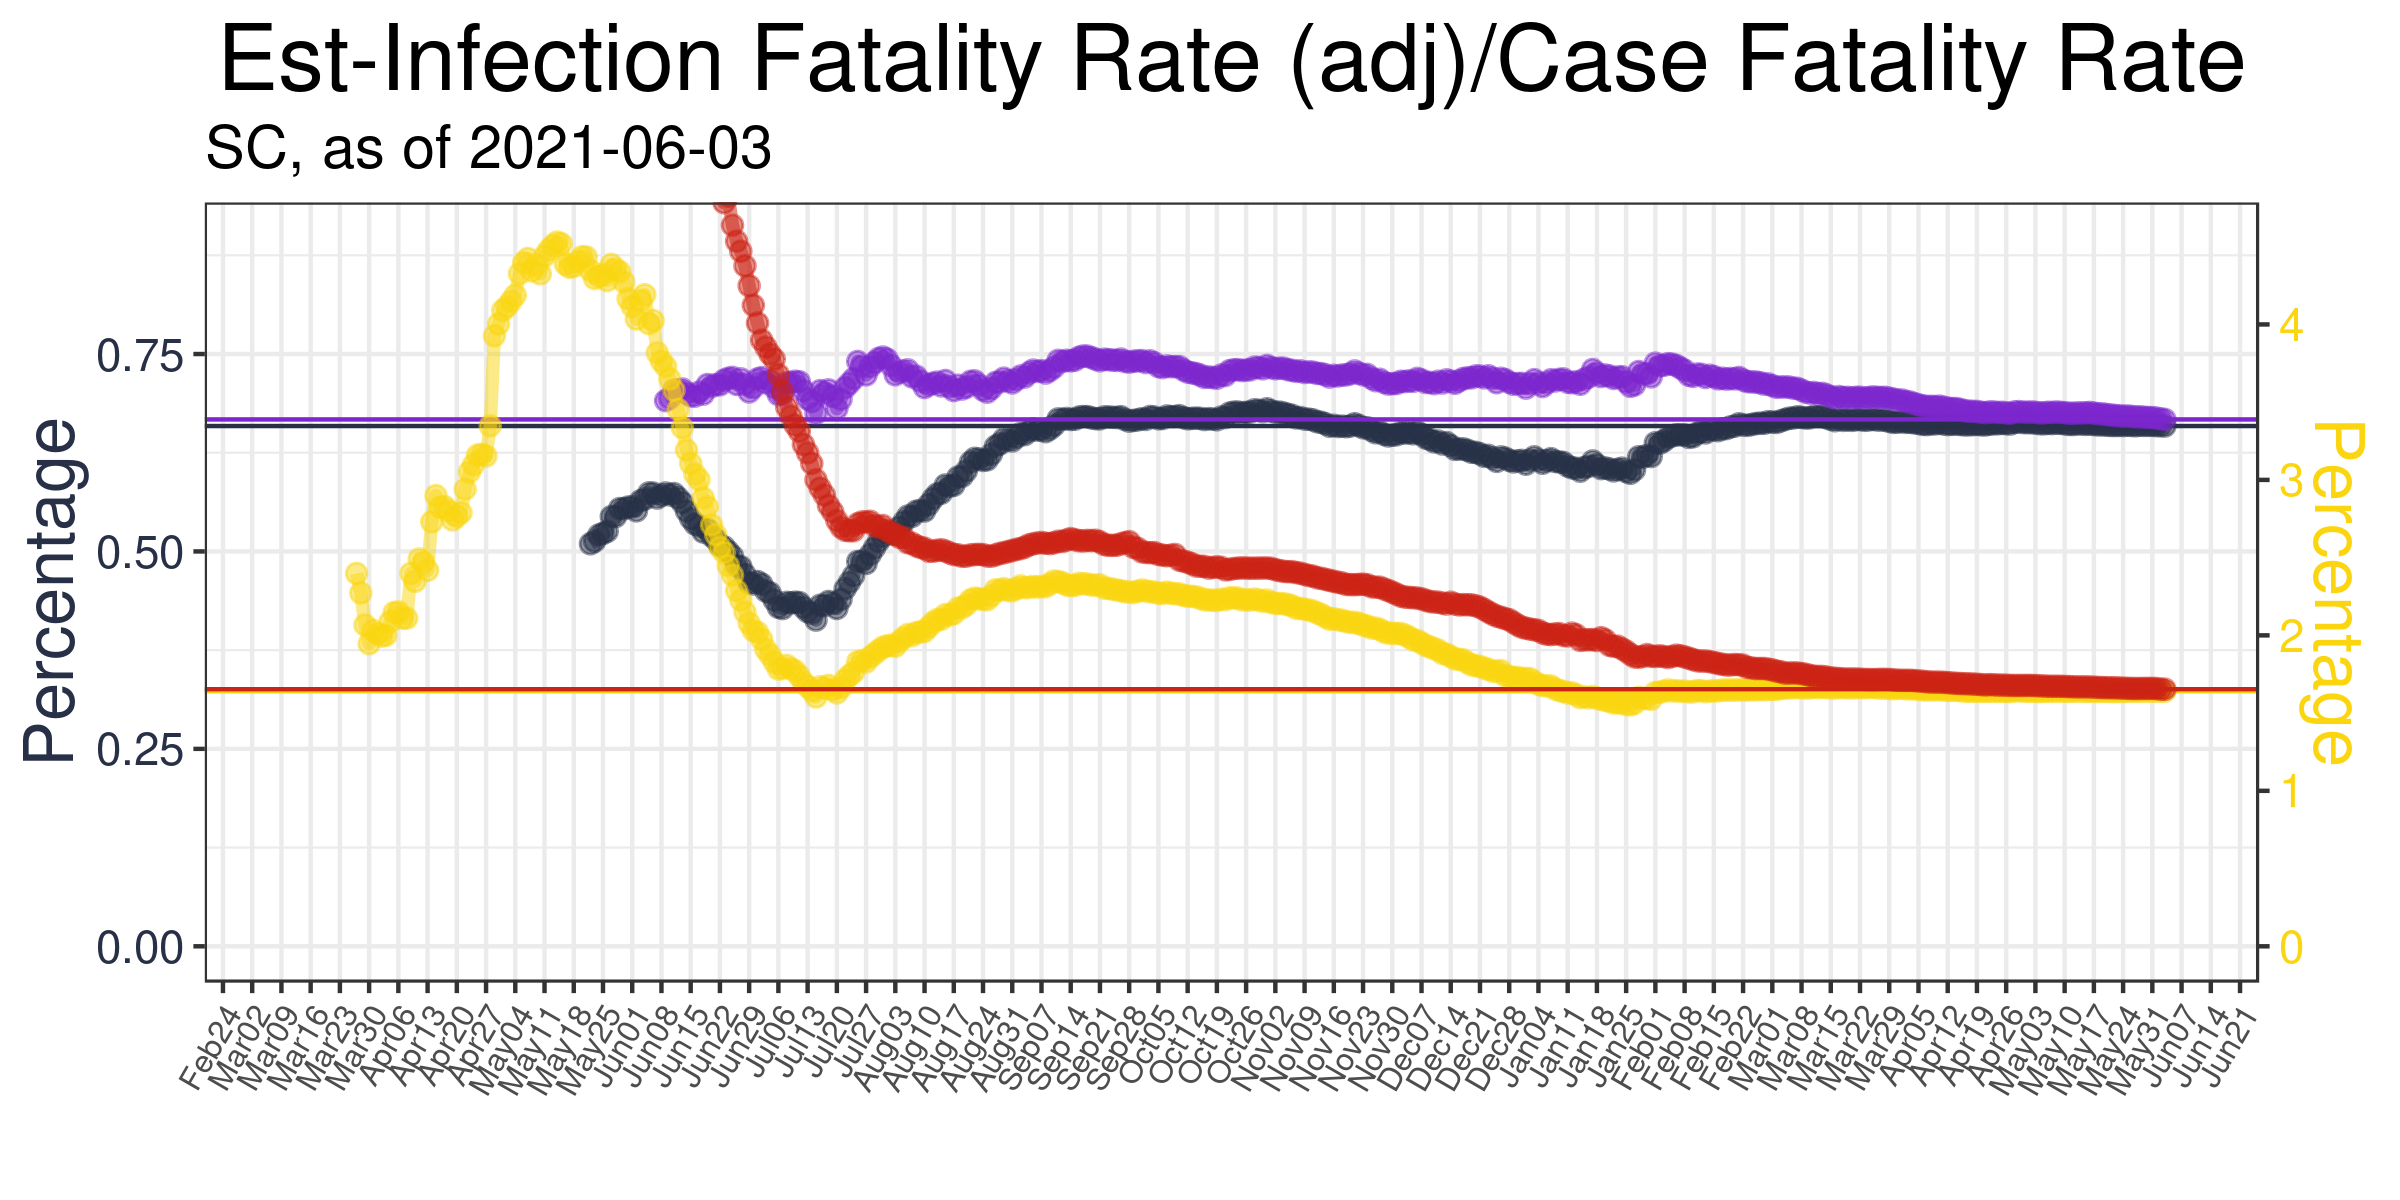 Est-Infection Fatality Rate (adj)/Case Fatality Rate
SC, as of 2021-06-03
Percentage
0.75
0.50
0.25
0.00
4
3
2
1
0
Percentage
Feb24
Mar02
Mar09
Mar16
Mar23
Mar30
Apr06
Apr13
Apr20
Apr27
May04
May11
May18
May25
Jun01
Jun08
Jun15
Jun22
Jun29
Jul06
Jul13
Jul20
Jul27
Aug03
Aug10
Aug17
Aug24
Aug31
Sep07
Sep14
Sep21
Sep28
Oct05
Oct12
Oct19
Oct26
Nov02
Nov09
Nov16
Nov23
Nov30
Dec07
Dec14
Dec21
Dec28
Jan04
Jan11
Jan18
Jan25
Feb01
Feb08
Feb15
Feb22
Mar01
Mar08
Mar15
Mar22
Mar29
Apr05
Apr12
Apr19
Apr26
May03
May10
May17
May24
May31
Jun07
Jun14
Jun21